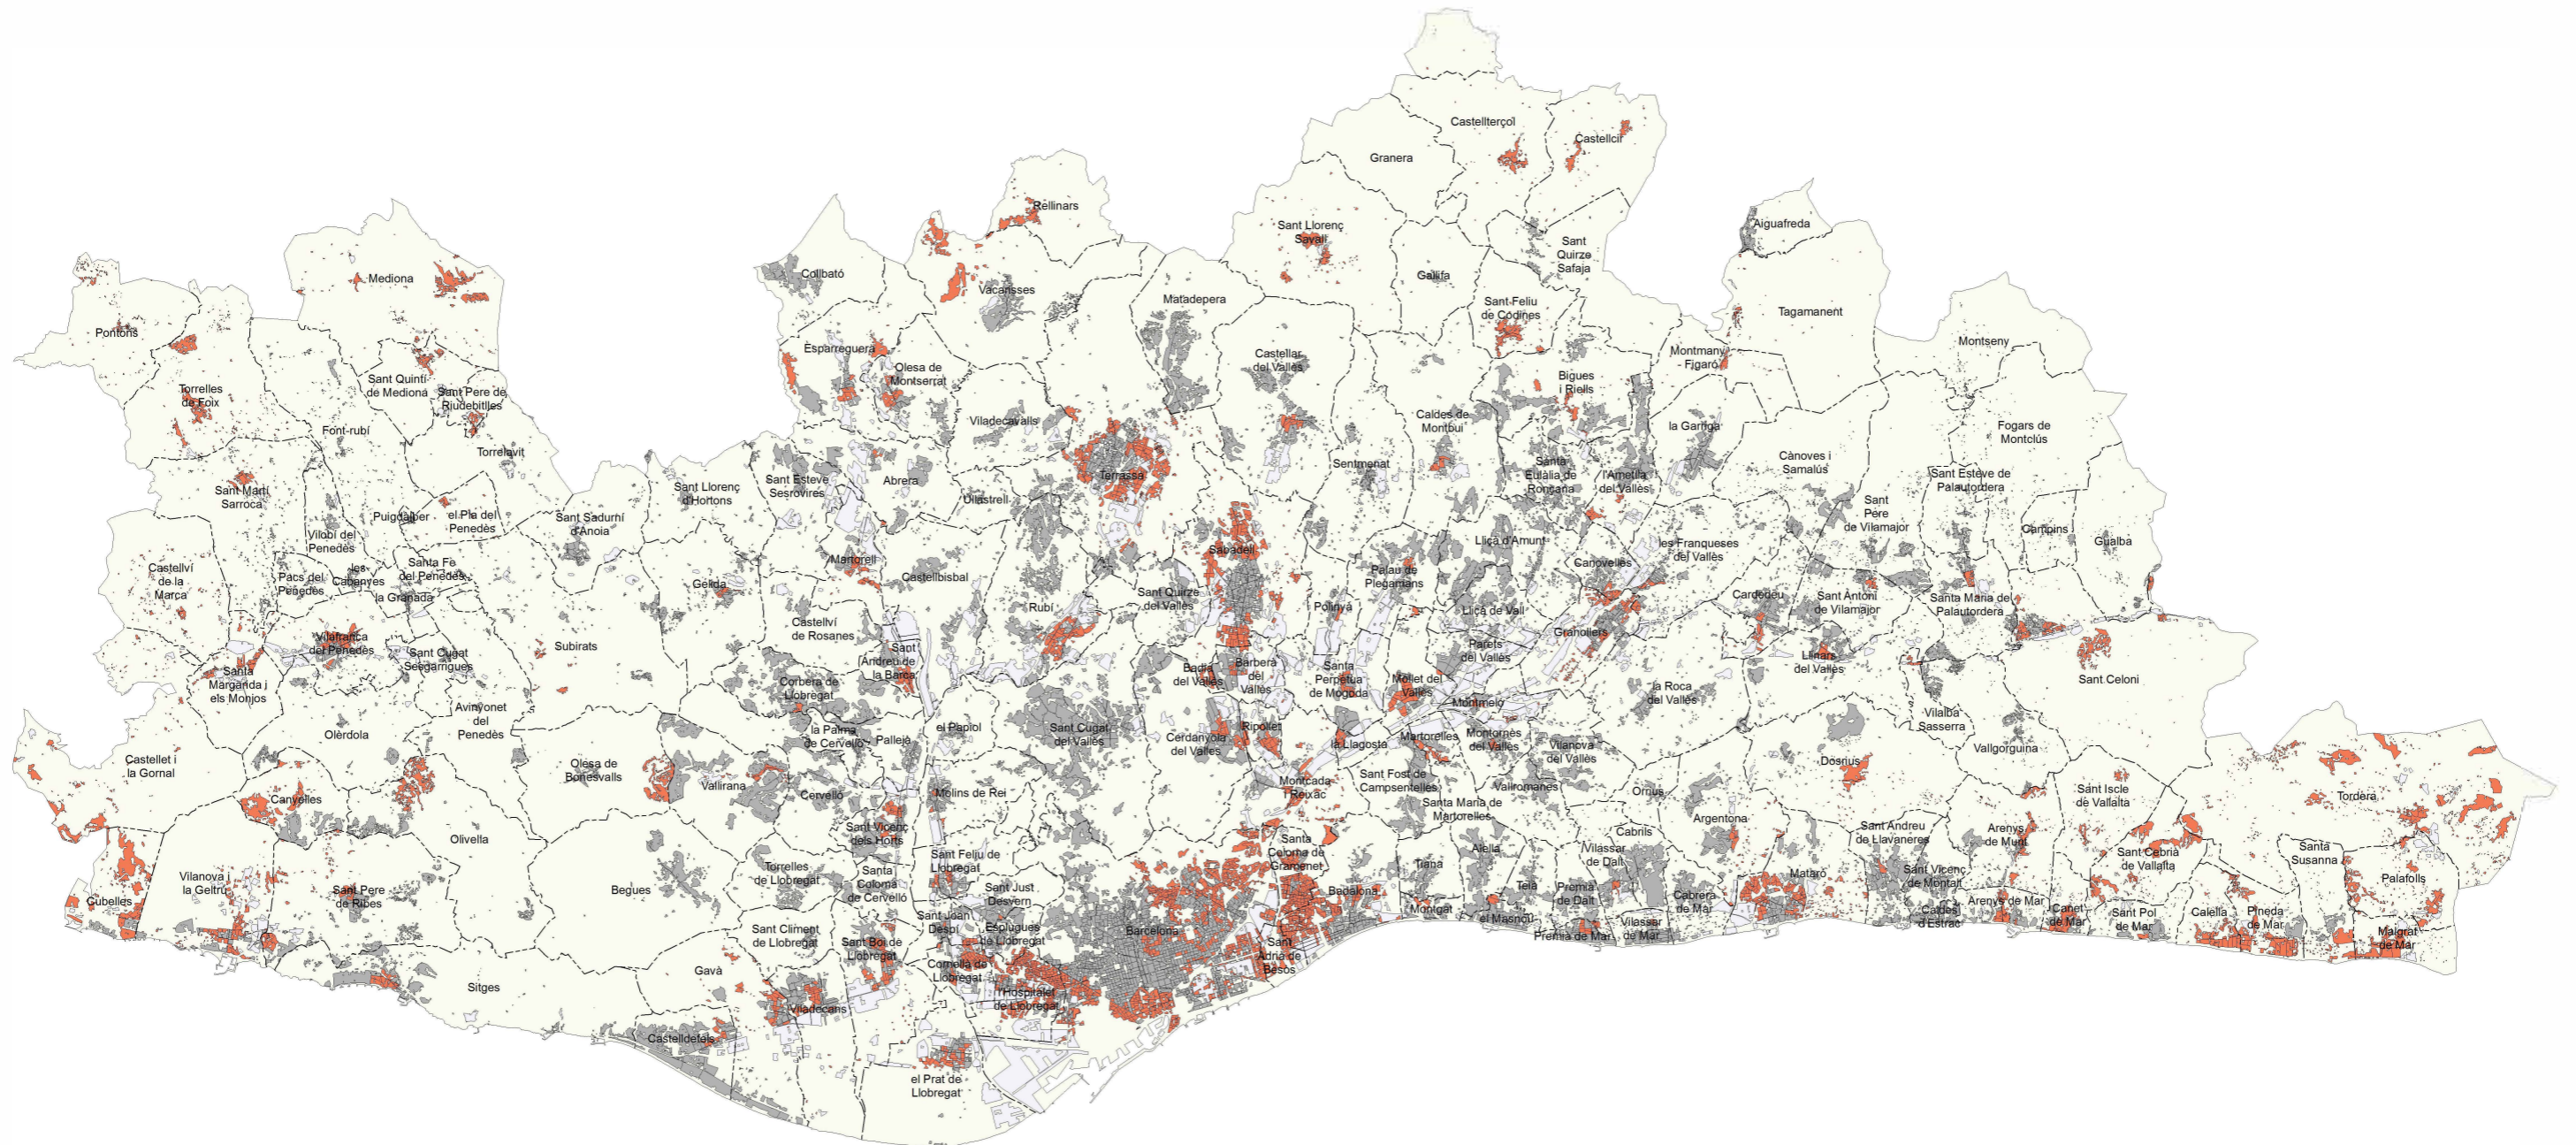 Castellterçol
Castellcir
Granera
Rellinars
Sant Llorenç
Savall
Aiguafreda
Sant
Quirze
Safaja
Gallifa
Collbató
Mediona
Vacarisses
Matadepera
Sant Feliu
de Codines
Tagamanent
Pontons
Montseny
Esparreguera
Castellar
del Vallès
Montmany
- Figaró
Olesa de
Montserrat
Bigues
i Riells
Sant Quintí
de Mediona
Torrelles
de Foix
Sant Pere de
Riudebitlles
Caldes de
Montbui
Viladecavalls
la Garriga
Fogars de
Montclús
Font-rubí
Torrelavit
Terrassa
Sentmenat
Santa
Eulàlia de
Ronçana
l'Ametlla
del Vallès
Cànoves i
Samalús
Sant Esteve de
Palautordera
Sant Martí
Sarroca
Sant Llorenç
d'Hortons
Sant Esteve
Sesrovires
Abrera
Ullastrell
Sant
Pere
de Vilamajor
Puigdàlber
el Pla del
Penedès
Sant Sadurní
d'Anoia
Campins
Gualba
Vilobí del
Penedès
Sabadell
Lliçà d'Amunt
les Franqueses
del Vallès
Martorell
Canovelles
Castellví
de la
Marca
Pacs del
Penedès
les
Cabanyes
Santa Fe
del Penedès
la Granada
Gelida
Castellbisbal
Sant Quirze
del Vallès
Palau de
Plegamans
Polinyà
Rubí
Lliçà de Vall
Cardedeu
Sant Antoni
de Vilamajor
Santa Maria de
Palautordera
Castellví
de Rosanes
Granollers
Vilafranca
del Penedès
Subirats
Sant Cugat
Sesgarrigues
Sant
Andreu de
la Barca
Parets
del Vallès
Llinars
del Vallès
Santa
Margarida i
els Monjos
Badia
del Vallès
Barberà
del
Vallès
Santa
Perpètua
de Mogoda
Mollet del
Vallès
Sant Celoni
Corbera de
Llobregat
la Roca
del Vallès
Montmeló
Avinyonet
del
Penedès
Vilalba
Sasserra
Olèrdola
la Palma
de Cervelló
Pallejà
el Papiol
Sant Cugat
del Vallès
Cerdanyola
del Vallès
Ripollet
la Llagosta
Martorelles
Montornès
del Vallès
Vilanova
del Vallès
Vallgorguina
Castellet i
la Gornal
Olesa de
Bonesvalls
Dosrius
Vallirana
Cervelló
Molins de Rei
Montcada
i Reixac
Sant Fost de
Campsentelles
Vallromanes
Òrrius
Sant Iscle
de Vallalta
Tordera
Canyelles
Santa Maria de
Martorelles
Argentona
Olivella
Sant Vicenç
dels Horts
Santa
Coloma de
Gramenet
Cabrils
Sant Andreu
de Llavaneres
Arenys
de Munt
Sant Cebrià
de Vallalta
Santa
Susanna
Torrelles
de Llobregat
Sant Feliu de
Llobregat
Tiana
Alella
Vilassar
de Dalt
Mataró
Sant Vicenç
de Montalt
Palafolls
Vilanova i
la Geltrú
Sant Pere
de Ribes
Begues
Santa
Coloma
de Cervelló
Sant Just
Desvern
Badalona
Teià
Premià
de Dalt
Cabrera
de Mar
Cubelles
Montgat
el Masnou
Caldes
d'Estrac
Arenys de Mar
Canet
de Mar
Sant Pol
de Mar
Calella
Pineda
de Mar
Malgrat
de Mar
Sant Climent
de Llobregat
Sant Joan
Despí
Esplugues
de Llobregat
Barcelona
Premià de Mar
Vilassar
de Mar
Sant Boi de
Llobregat
Sant
Adrià de
Besòs
Gavà
Cornellà de
Llobregat
Sitges
l'Hospitalet
de Llobregat
Viladecans
Castelldefels
el Prat de
Llobregat